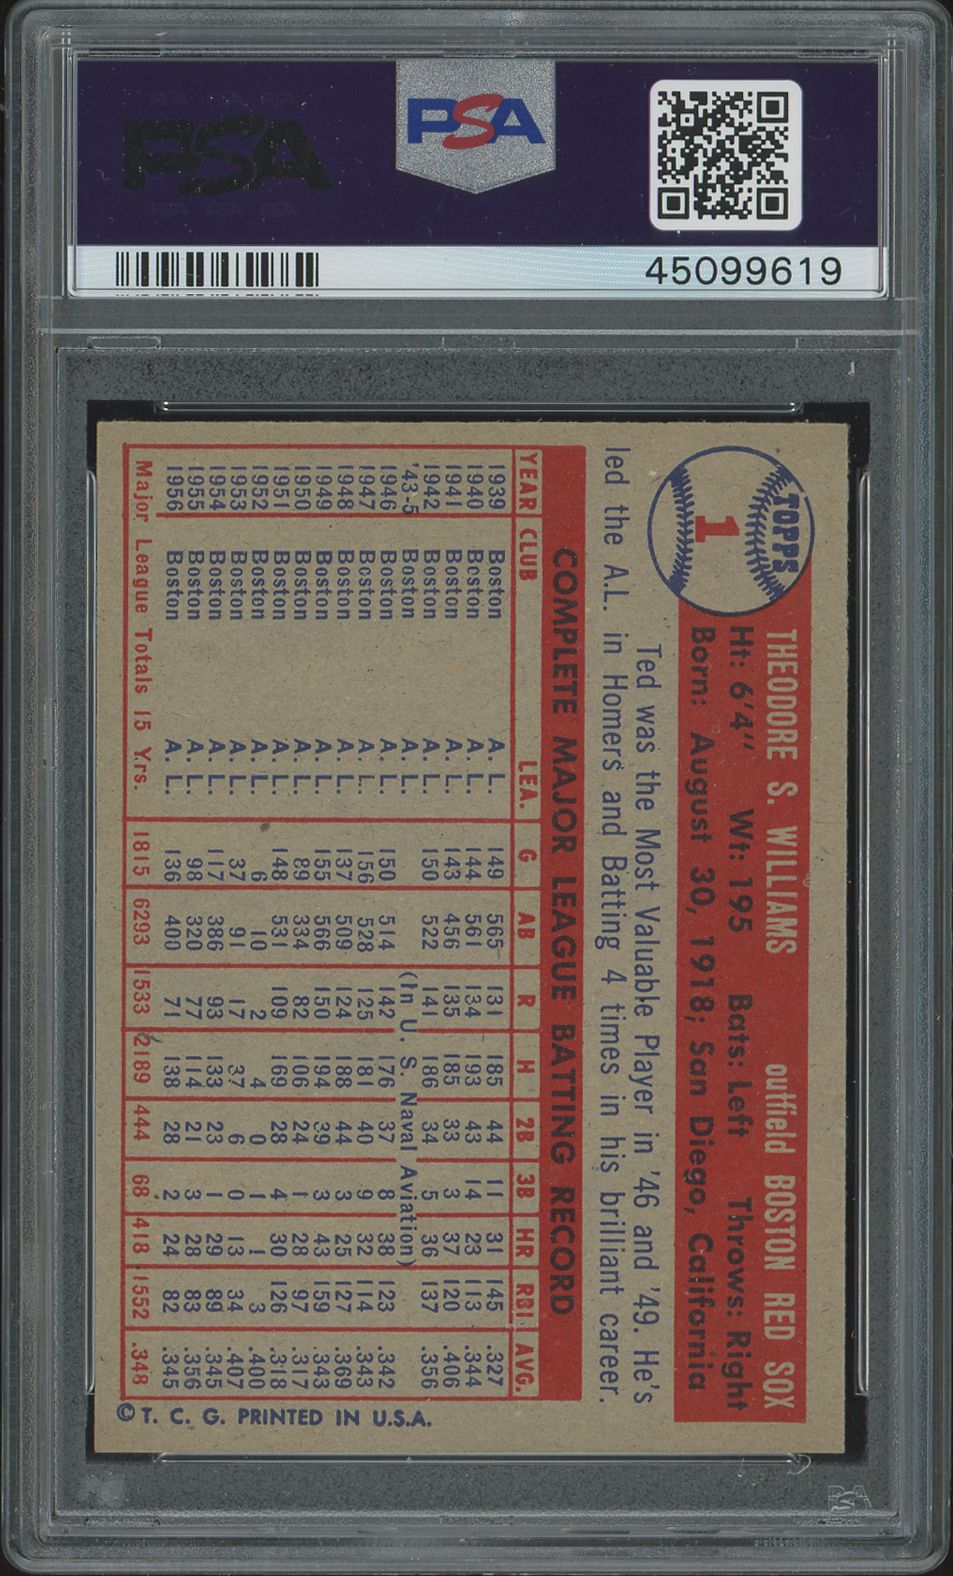 PSA
PSA
45099619
TOPPS
1
THEODORE S. WILLIAMS outfield BOSTON RED SOX
Ht: 6'4" Wt: 195 Bats: Left Throws: Right
Born: August 30, 1918; San Diego, California
Ted was the Most Valuable Player in '46 and '49. He's
led the A.L. in Homers and Batting 4 times in his brilliant career.
COMPLETE MAJOR LEAGUE BATTING RECORD
YEAR CLUB LEA. G AB R H 2B 3B HR RBI AVG.
1939 Boston A. L. 149 565 131 185 44 11 31 145 .327
1940 Boston A. L. 144 561 134 193 43 14 23 113 .344
1941 Boston A. L. 143 456 135 185 33 3 37 120 .406
1942 Boston A. L. 150 522 141 186 34 5 36 137 .356
'43-5 Boston A. L. (In U. S. Naval Aviation)
1946 Boston A. L. 150 514 142 176 37 8 38 123 .342
1947 Boston A. L. 156 528 125 181 40 9 32 114 .343
1948 Boston A. L. 137 509 124 188 44 3 25 127 .369
1949 Boston A. L. 155 566 150 194 39 3 43 159 .343
1950 Boston A. L. 89 334 82 106 24 1 28 97 .317
1951 Boston A. L. 148 531 109 169 28 4 30 126 .318
1952 Boston A. L. 6 10 2 4 0 1 1 3 .400
1953 Boston A. L. 37 91 17 37 6 0 13 34 .407
1954 Boston A. L. 117 386 93 133 23 1 29 89 .345
1955 Boston A. L. 98 320 77 114 21 3 28 83 .356
1956 Boston A. L. 136 400 71 138 28 2 24 82 .345
Major League Totals 15 Yrs. 1815 6293 1533 2189 444 68 418 1552 .348
© T. C. G. PRINTED IN U.S.A.
PSA